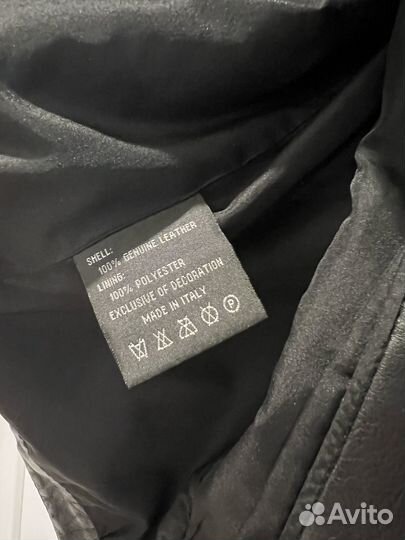 SHELL:
100% GENUINE LEATHER
LINING:
100% POLYESTER
EXCLUSIVE OF DECORATION
MADE IN ITALY
P
Avito